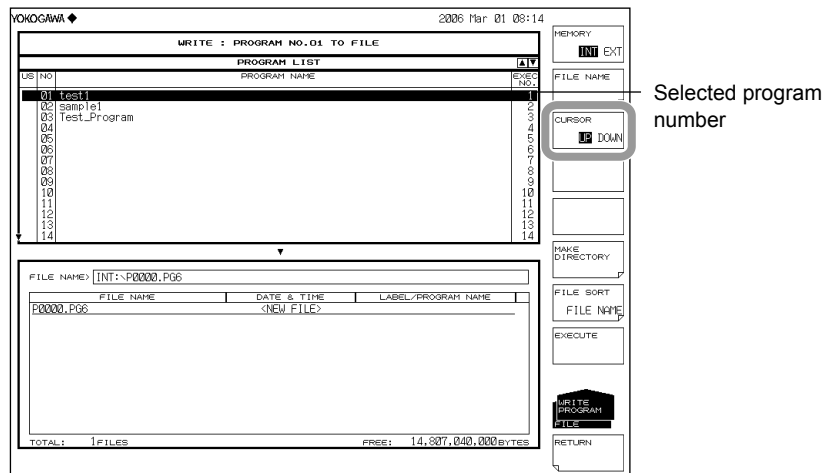 YOKOGAWA ◆ 2006 Mar 01 08:14
WRITE : PROGRAM NO.01 TO FILE
PROGRAM LIST ▲ ▼
US NO PROGRAM NAME EXEC NO.
01 test1 1
02 sample1 2
03 Test_Program 3
04 4
05 5
06 6
07 7
08 8
09 9
10 10
11 11
12 12
13 13
14 14
▼
FILE NAME> INT:\P0000.PG6
FILE NAME DATE & TIME LABEL/PROGRAM NAME
P0000.PG6 <NEW FILE>
TOTAL: 1FILES FREE: 14,807,040,000BYTES
MEMORY
INT EXT
FILE NAME
CURSOR
UP DOWN
MAKE
DIRECTORY
FILE SORT
FILE NAME
EXECUTE
WRITE
PROGRAM
FILE
RETURN
Selected program
number